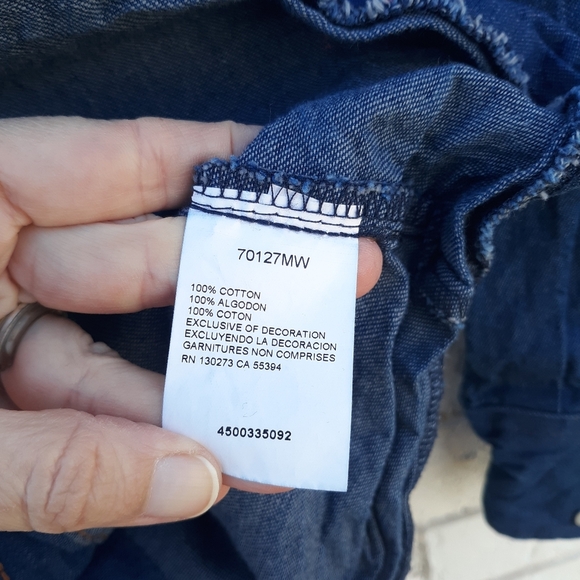 70127MW
100% COTTON
100% ALGODON
100% COTON
EXCLUSIVE OF DECORATION
EXCLUYENDO LA DECORACION
GARNITURES NON COMPRISES
RN 130273 CA 55394
4500335092